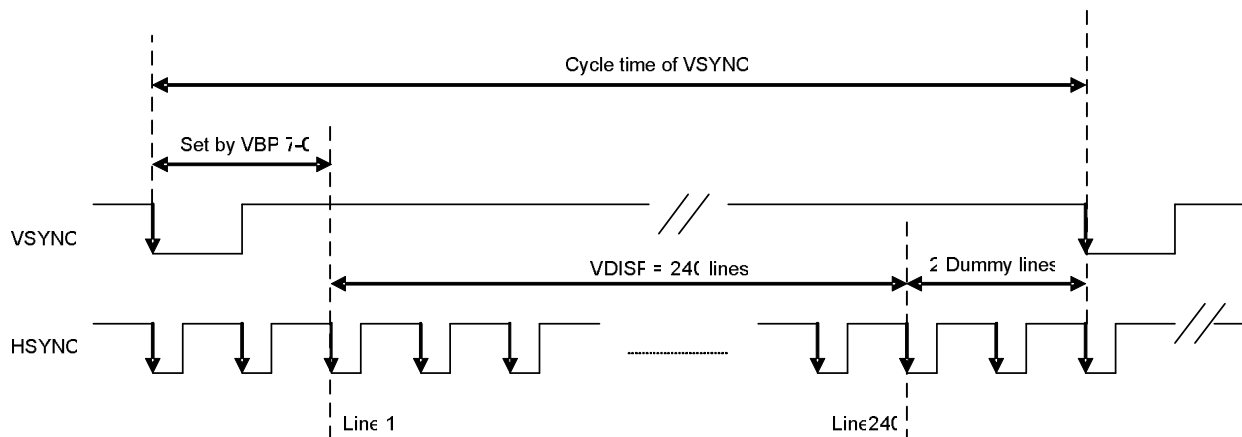 Cycle time of VSYNC
Set by VBP 7-0
VSYNC
VDISP = 240 lines
2 Dummy lines
HSYNC
Line 1
Line240